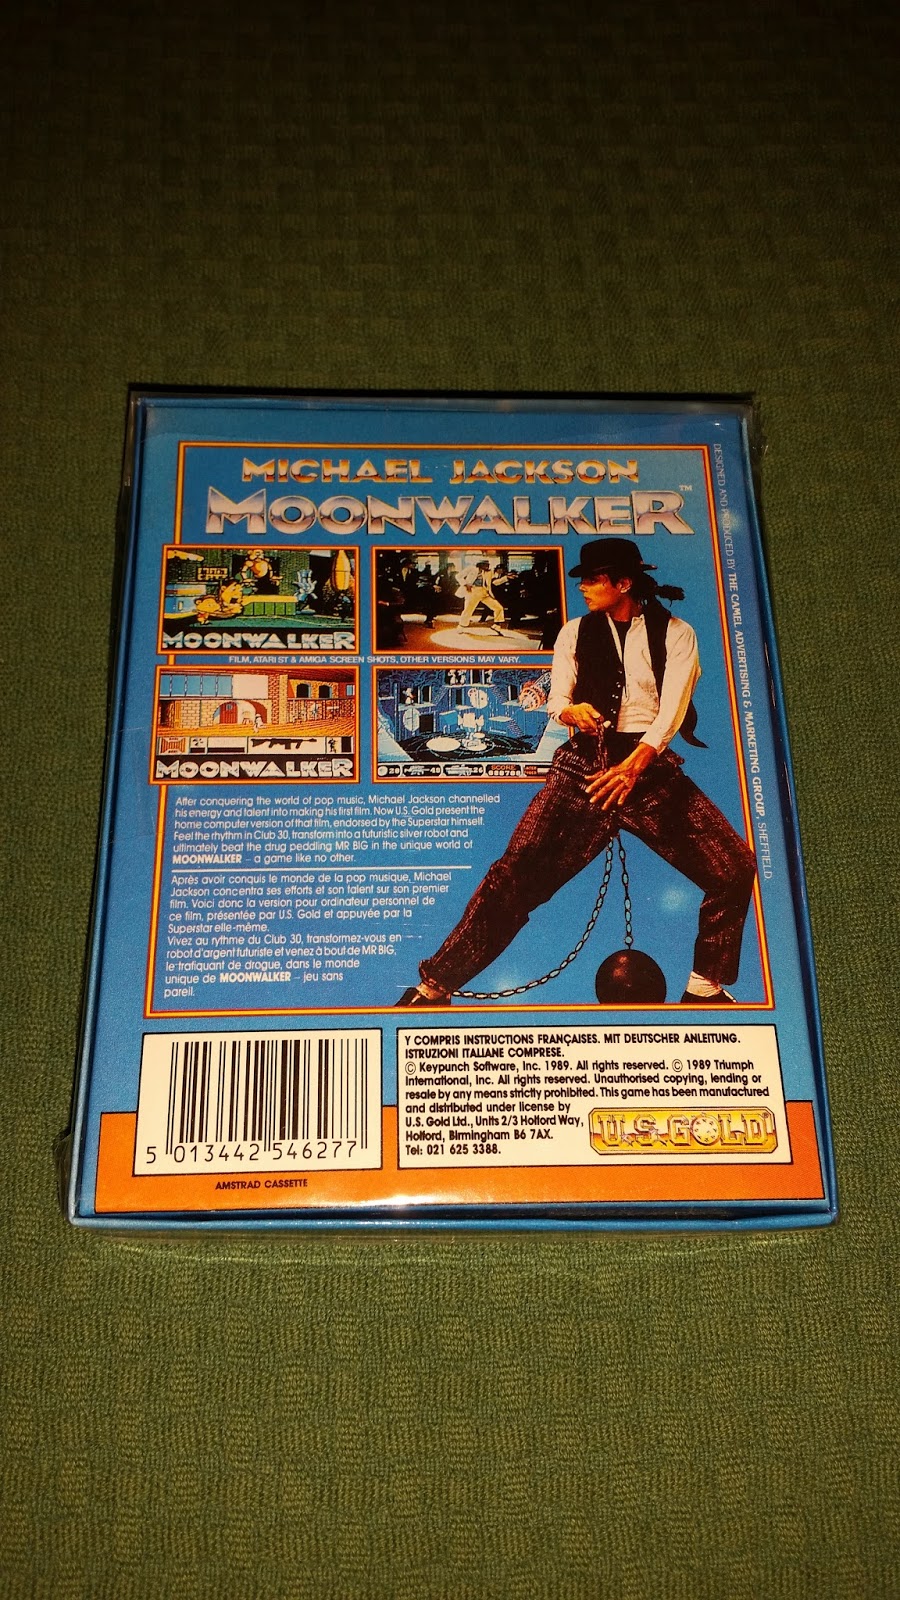 MICHAEL JACKSON
MOONWALKER™
MOONWALKER
FILM, ATARI ST & AMIGA SCREEN SHOTS, OTHER VERSIONS MAY VARY.
MOONWALKER
After conquering the world of pop music, Michael Jackson channelled
his energy and talent into making his first film. Now U.S. Gold present the
home computer version of that film, endorsed by the Superstar himself.
Feel the rhythm in Club 30, transform into a futuristic silver robot and
ultimately beat the drug peddling MR BIG in the unique world of
MOONWALKER – a game like no other.
Après avoir conquis le monde de la pop musique, Michael
Jackson concentra ses efforts et son talent sur son premier
film. Voici donc la version pour ordinateur personnel de
ce film, présentée par U.S. Gold et appuyée par la
Superstar elle-même.
Vivez au rythme du Club 30, transformez-vous en
robot d'argent futuriste et venez à bout de MR BIG,
le trafiquant de drogue, dans le monde
unique de MOONWALKER – jeu sans
pareil.
DESIGNED AND PRODUCED BY THE CAMEL ADVERTISING & MARKETING GROUP, SHEFFIELD
5 013442 546277
AMSTRAD CASSETTE
Y COMPRIS INSTRUCTIONS FRANÇAISES. MIT DEUTSCHER ANLEITUNG.
ISTRUZIONI ITALIANE COMPRESE.
© Keypunch Software, Inc. 1989. All rights reserved. © 1989 Triumph
International, Inc. All rights reserved. Unauthorised copying, lending or
resale by any means strictly prohibited. This game has been manufactured
and distributed under license by
U.S. Gold Ltd., Units 2/3 Holford Way,
Holford, Birmingham B6 7AX.
Tel: 021 625 3388.
U.S. GOLD